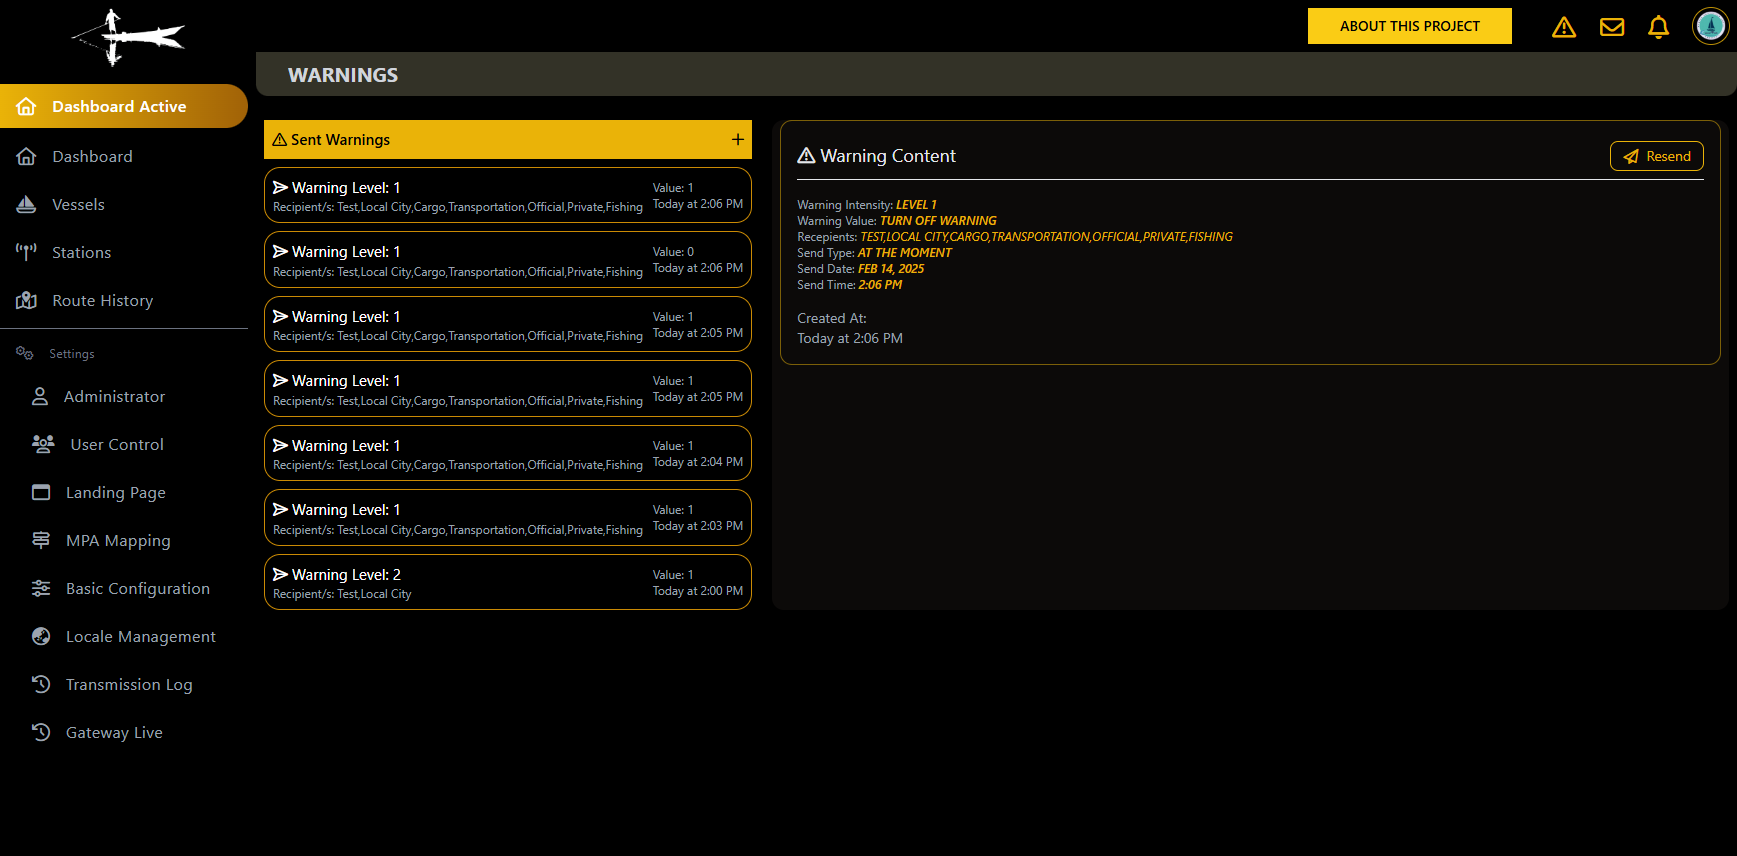 ABOUT THIS PROJECT
WARNINGS
Dashboard Active
Dashboard
Vessels
Stations
Route History
Settings
Administrator
User Control
Landing Page
MPA Mapping
Basic Configuration
Locale Management
Transmission Log
Gateway Live
Sent Warnings
Warning Level: 1
Value: 1
Recipient/s: Test,Local City,Cargo,Transportation,Official,Private,Fishing
Today at 2:06 PM
Warning Level: 1
Value: 0
Recipient/s: Test,Local City,Cargo,Transportation,Official,Private,Fishing
Today at 2:06 PM
Warning Level: 1
Value: 1
Recipient/s: Test,Local City,Cargo,Transportation,Official,Private,Fishing
Today at 2:05 PM
Warning Level: 1
Value: 1
Recipient/s: Test,Local City,Cargo,Transportation,Official,Private,Fishing
Today at 2:05 PM
Warning Level: 1
Value: 1
Recipient/s: Test,Local City,Cargo,Transportation,Official,Private,Fishing
Today at 2:04 PM
Warning Level: 1
Value: 1
Recipient/s: Test,Local City,Cargo,Transportation,Official,Private,Fishing
Today at 2:03 PM
Warning Level: 2
Value: 1
Recipient/s: Test,Local City
Today at 2:00 PM
Warning Content
Resend
Warning Intensity: LEVEL 1
Warning Value: TURN OFF WARNING
Recepients: TEST,LOCAL CITY,CARGO,TRANSPORTATION,OFFICIAL,PRIVATE,FISHING
Send Type: AT THE MOMENT
Send Date: FEB 14, 2025
Send Time: 2:06 PM
Created At:
Today at 2:06 PM